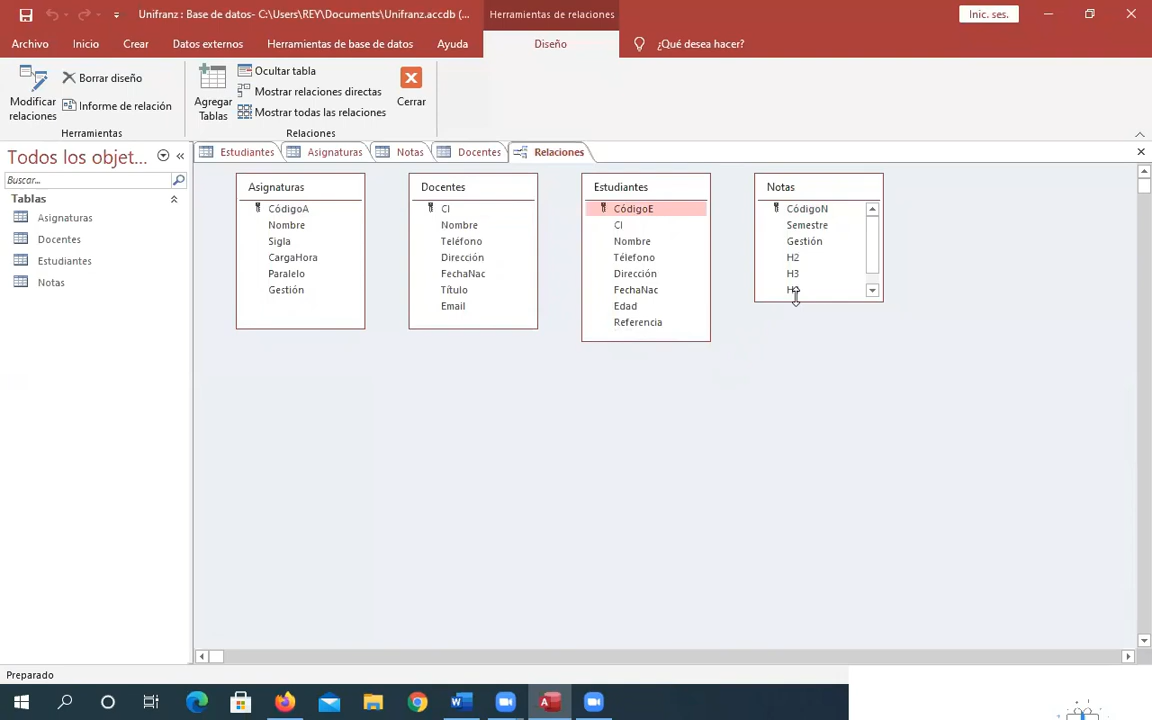 Unifranz : Base de datos- C:\Users\REY\Documents\Unifranz.accdb (...
Herramientas de relaciones
Inic. ses.
Archivo
Inicio
Crear
Datos externos
Herramientas de base de datos
Ayuda
Diseño
¿Qué desea hacer?
Modificar relaciones
Borrar diseño
Informe de relación
Herramientas
Agregar Tablas
Ocultar tabla
Mostrar relaciones directas
Mostrar todas las relaciones
Relaciones
Cerrar
Todos los objet...
Buscar...
Tablas
Asignaturas
Docentes
Estudiantes
Notas
Estudiantes
Asignaturas
Notas
Docentes
Relaciones
Asignaturas
CódigoA
Nombre
Sigla
CargaHora
Paralelo
Gestión
Docentes
CI
Nombre
Teléfono
Dirección
FechaNac
Título
Email
Estudiantes
CódigoE
CI
Nombre
Télefono
Dirección
FechaNac
Edad
Referencia
Notas
CódigoN
Semestre
Gestión
H2
H3
Preparado